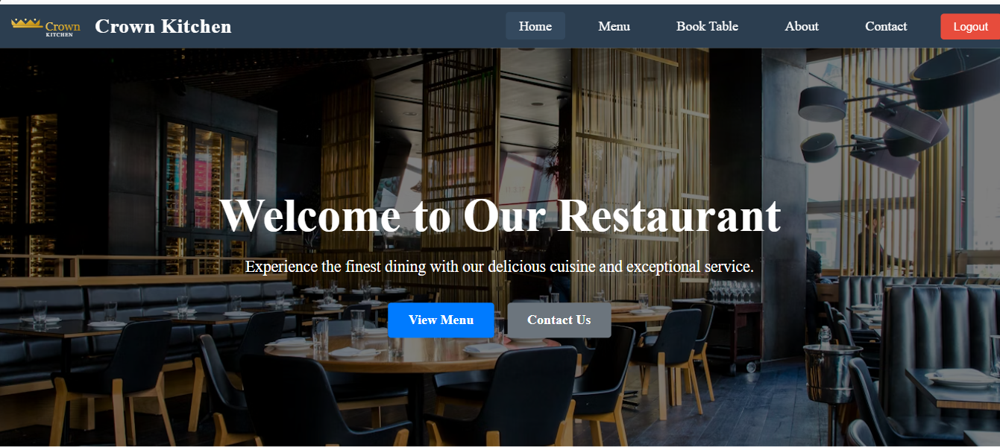 Crown
KITCHEN
Crown Kitchen
Home
Menu
Book Table
About
Contact
Logout
Welcome to Our Restaurant
Experience the finest dining with our delicious cuisine and exceptional service.
View Menu
Contact Us